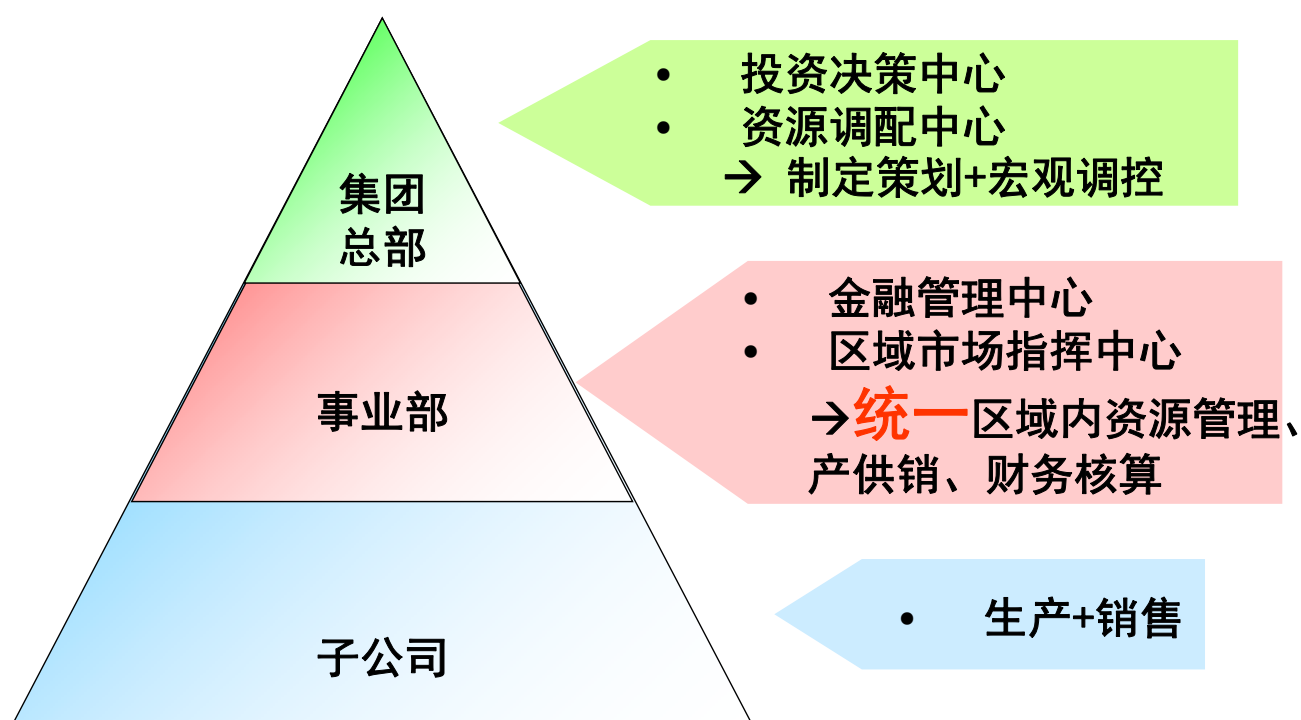 集团
总部
• 投资决策中心
• 资源调配中心
→ 制定策划+宏观调控
事业部
• 金融管理中心
• 区域市场指挥中心
→统一区域内资源管理、
产供销、财务核算
子公司
• 生产+销售